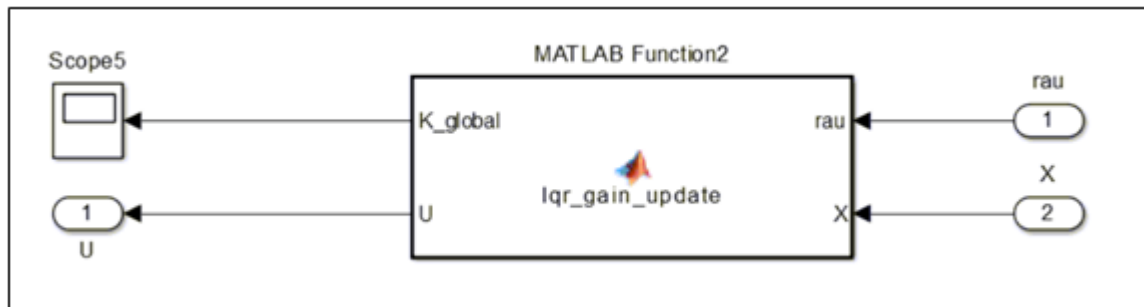 MATLAB Function2
Scope5
rau
K_global
rau
1
X
lqr_gain_update
1
U
X
2
U